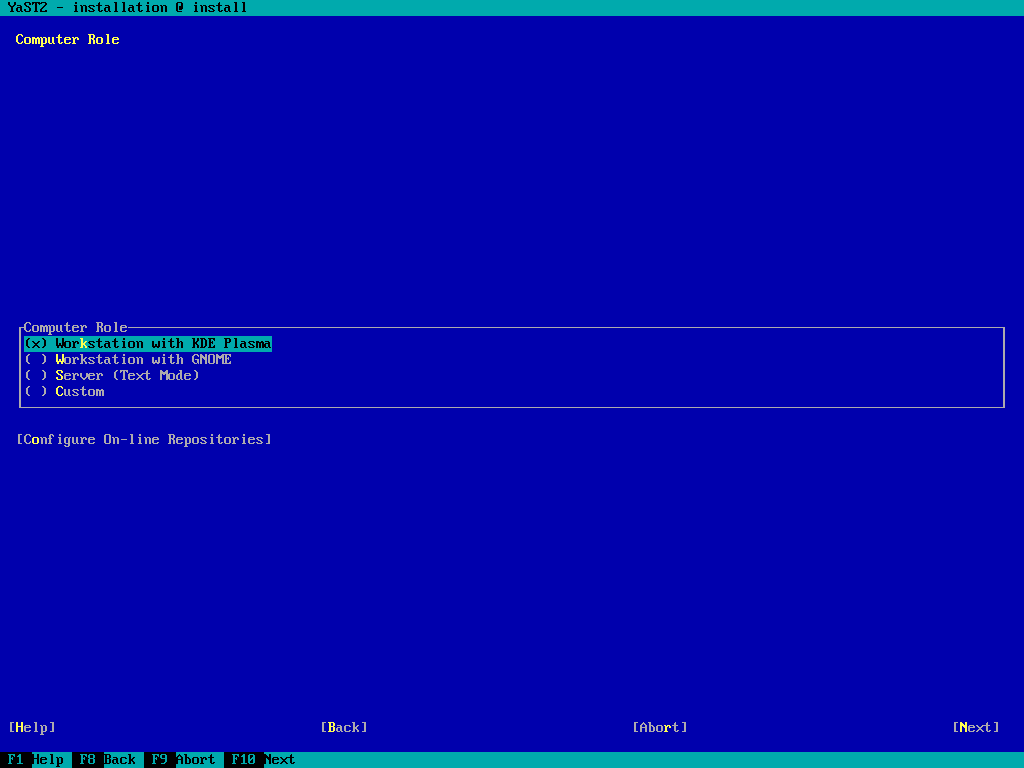 YaST2 - installation @ install
Computer Role
Computer Role
(x) Workstation with KDE Plasma
( ) Workstation with GNOME
( ) Server (Text Mode)
( ) Custom
[Configure On-line Repositories]
[Help] [Back] [Abort] [Next]
F1 Help F8 Back F9 Abort F10 Next